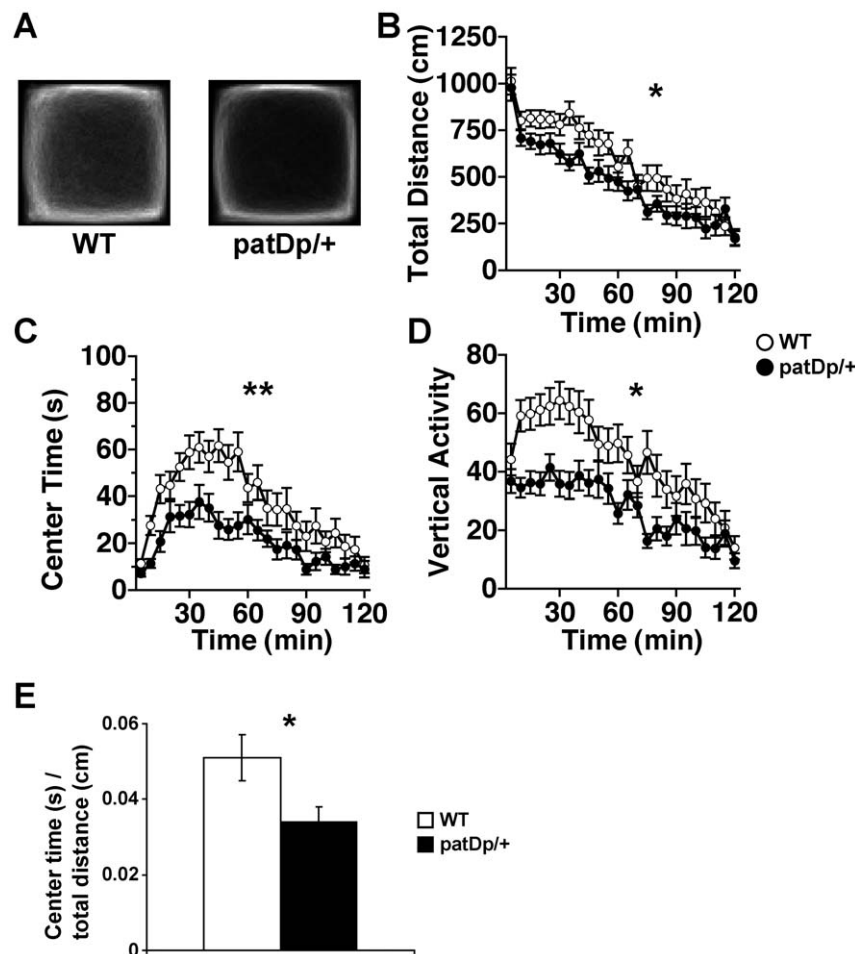 A
WT
patDp/+
B
Total Distance (cm)
1250
1000
750
500
250
0
*
30 60 90 120
Time (min)
C
Center Time (s)
100
80
60
40
20
0
**
30 60 90 120
Time (min)
D
Vertical Activity
80
60
40
20
0
*
30 60 90 120
Time (min)
WT
patDp/+
E
Center time (s) /
total distance (cm)
0.06
0.04
0.02
0
*
WT
patDp/+